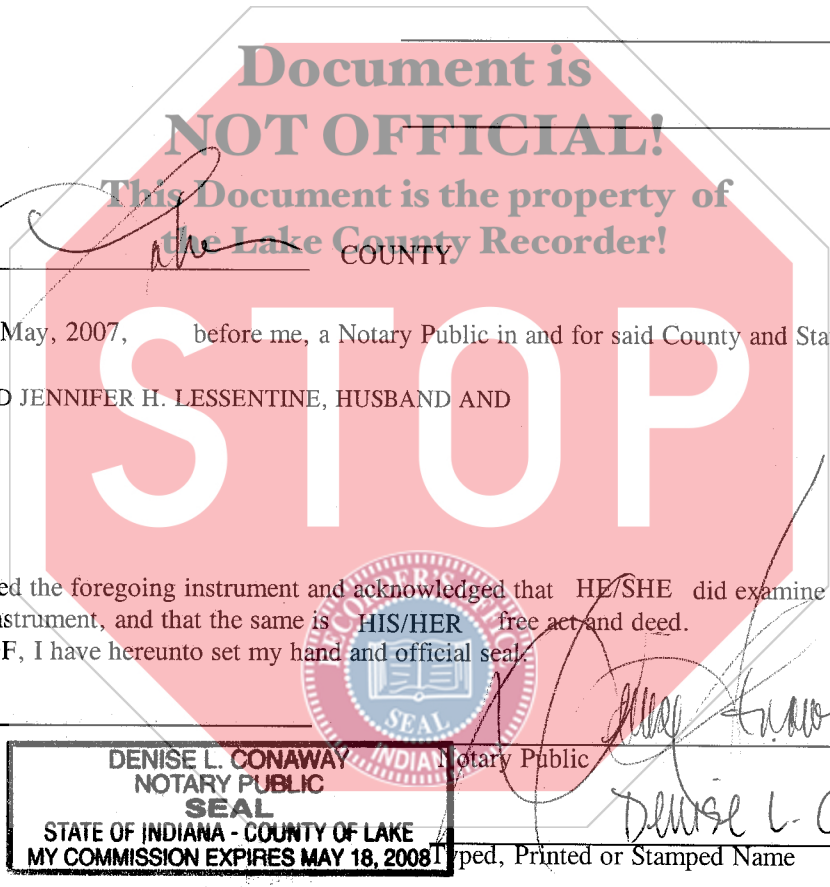 Document is
NOT OFFICIAL!
This Document is the property of
the Lake County Recorder!
Lake COUNTY
May, 2007, before me, a Notary Public in and for said County and Sta
D JENNIFER H. LESSENTINE, HUSBAND AND
STOP
ed the foregoing instrument and acknowledged that HE/SHE did examine
strument, and that the same is HIS/HER free act and deed.
F, I have hereunto set my hand and official seal.
RECORDER'S OFFICE
SEAL
INDIANA
DENISE L. CONAWAY
NOTARY PUBLIC
SEAL
STATE OF INDIANA - COUNTY OF LAKE
MY COMMISSION EXPIRES MAY 18, 2008
Notary Public
Denise L. C
Typed, Printed or Stamped Name